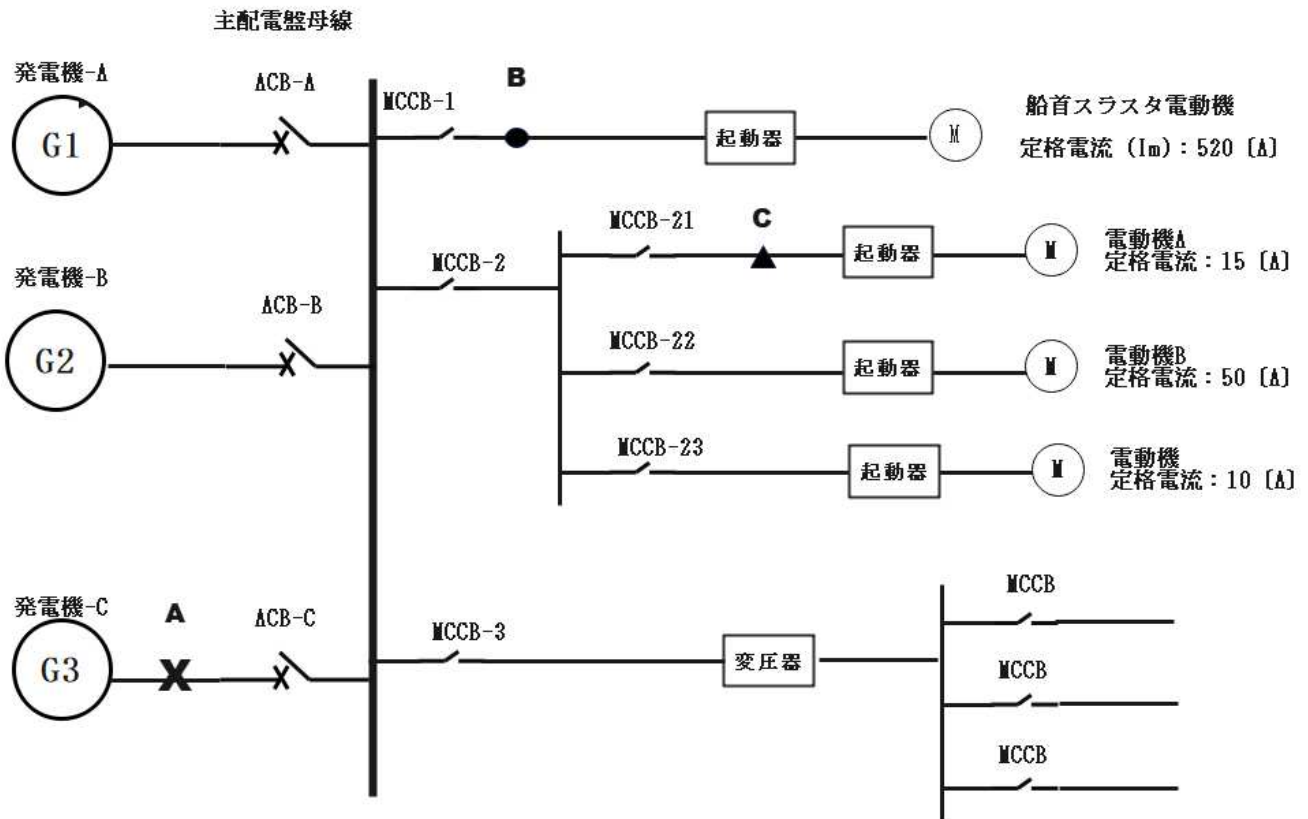 主配電盤母線
発電機-A
G1
ACB-A
MCCB-1
B
起動器
M
船首スラスタ電動機
定格電流 (Im)：520 [A]
発電機-B
G2
ACB-B
MCCB-2
MCCB-21
C
起動器
M
電動機A
定格電流：15 [A]
MCCB-22
起動器
M
電動機B
定格電流：50 [A]
MCCB-23
起動器
M
電動機
定格電流：10 [A]
発電機-C
G3
A
ACB-C
MCCB-3
変圧器
MCCB
MCCB
MCCB